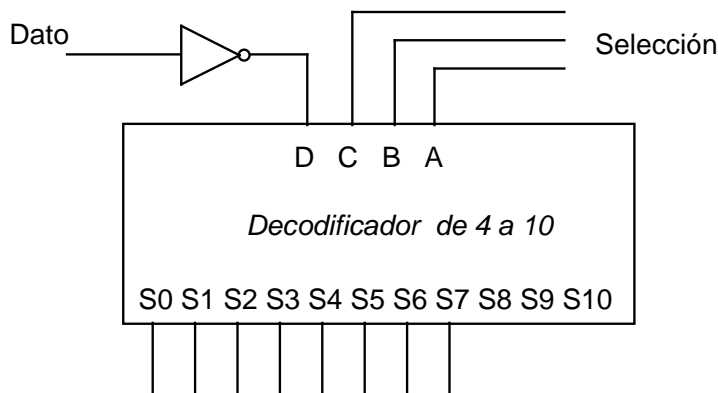 Dato
Selección
D C B A
Decodificador de 4 a 10
S0 S1 S2 S3 S4 S5 S6 S7 S8 S9 S10